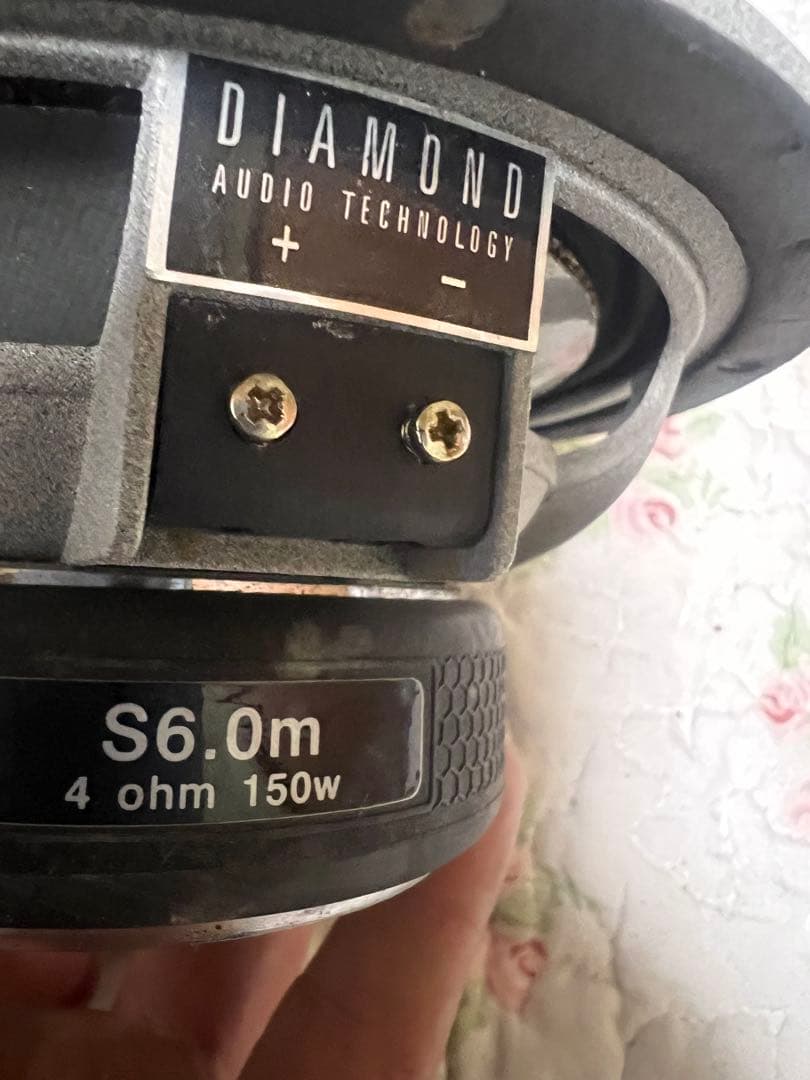 DIAMOND
AUDIO TECHNOLOGY
+ -
S6.0m
4 ohm 150w